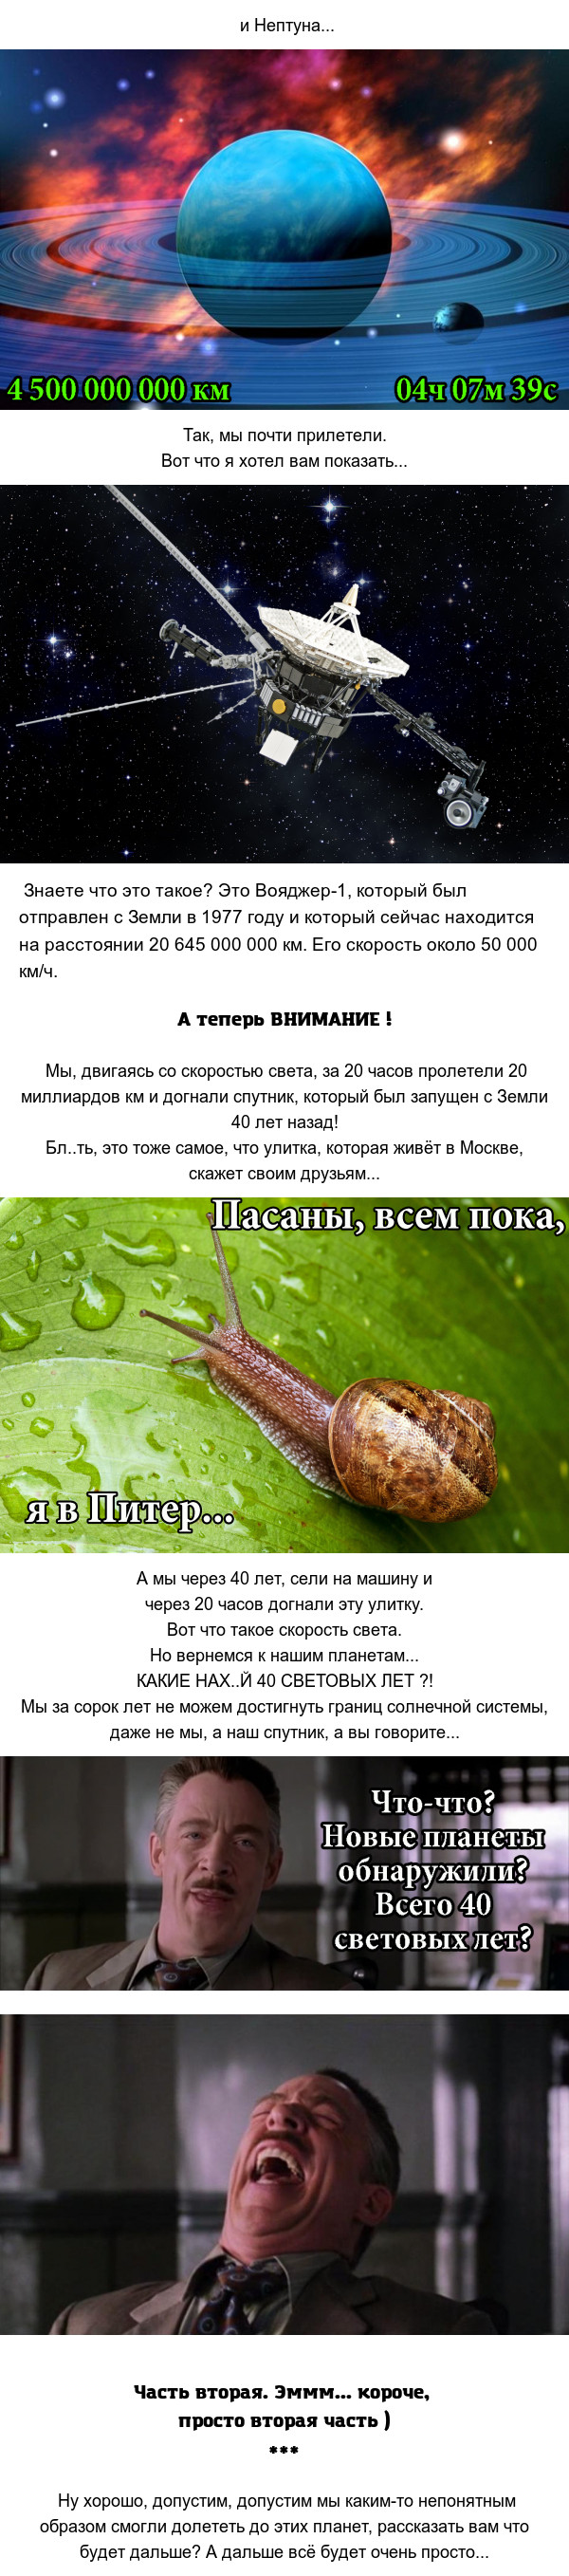 и Нептуна...
4 500 000 000 км
04ч 07м 39с
Так, мы почти прилетели.
Вот что я хотел вам показать...
Знаете что это такое? Это Вояджер-1, который был
отправлен с Земли в 1977 году и который сейчас находится
на расстоянии 20 645 000 000 км. Его скорость около 50 000
км/ч.
А теперь ВНИМАНИЕ !
Мы, двигаясь со скоростью света, за 20 часов пролетели 20
миллиардов км и догнали спутник, который был запущен с Земли
40 лет назад!
Бл..ть, это тоже самое, что улитка, которая живёт в Москве,
скажет своим друзьям...
Пасаны, всем пока,
я в Питер...
А мы через 40 лет, сели на машину и
через 20 часов догнали эту улитку.
Вот что такое скорость света.
Но вернемся к нашим планетам...
КАКИЕ НАХ..Й 40 СВЕТОВЫХ ЛЕТ ?!
Мы за сорок лет не можем достигнуть границ солнечной системы,
даже не мы, а наш спутник, а вы говорите...
Что-что?
Новые планеты
обнаружили?
Всего 40
световых лет?
Часть вторая. Эммм... короче,
просто вторая часть )
***
Ну хорошо, допустим, допустим мы каким-то непонятным
образом смогли долететь до этих планет, рассказать вам что
будет дальше? А дальше всё будет очень просто...